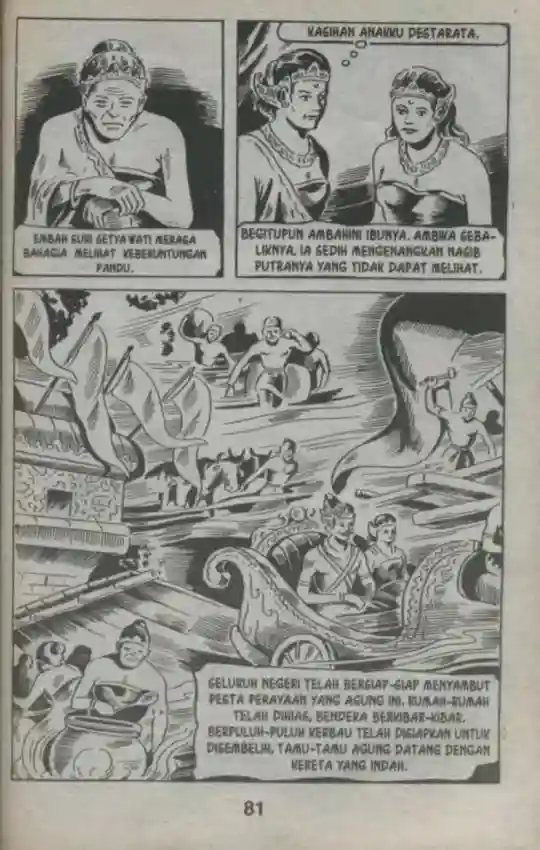 81
EMBAH SURI SETYAWATI MERASA
BAHAGIA MELIHAT KEBERUNTUNGAN
PANDU.
KASIHAN ANAKKU DESTARATA.
BEGITUPUN AMBAHINI IBUNYA. AMBIKA SEBA-
LIKNYA. IA SEDIH MENGENANGKAN NASIB
PUTRANYA YANG TIDAK DAPAT MELIHAT.
SELURUH NEGERI TELAH BERSIAP-SIAP MENYAMBUT
PESTA PERAYAAN YANG AGUNG INI. RUMAH-RUMAH
TELAH DIHIAS, BENDERA BERKIBAR-KIBAR.
BERPULUH-PULUH KERBAU TELAH DISIAPKAN UNTUK
DISEMBELIH, TAMU-TAMU AGUNG DATANG DENGAN
KERETA YANG INDAH.
81